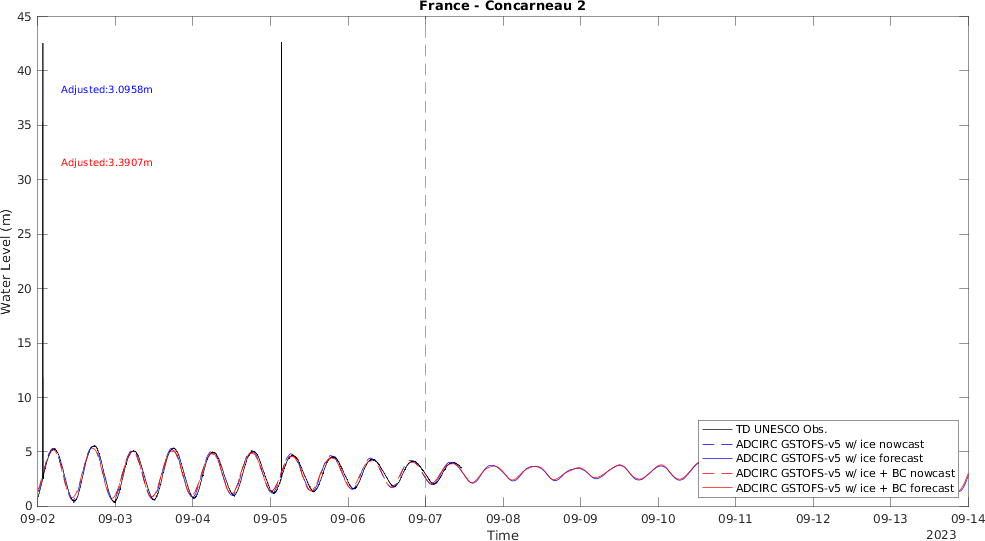 France - Concarneau 2
45
40
35
30
25
20
15
10
5
0
Water Level (m)
Adjusted:3.0958m
Adjusted:3.3907m
TD UNESCO Obs.
ADCIRC GSTOFS-v5 w/ ice nowcast
ADCIRC GSTOFS-v5 w/ ice forecast
ADCIRC GSTOFS-v5 w/ ice + BC nowcast
ADCIRC GSTOFS-v5 w/ ice + BC forecast
09-02 09-03 09-04 09-05 09-06 09-07 09-08 09-09 09-10 09-11 09-12 09-13 09-14
Time
2023